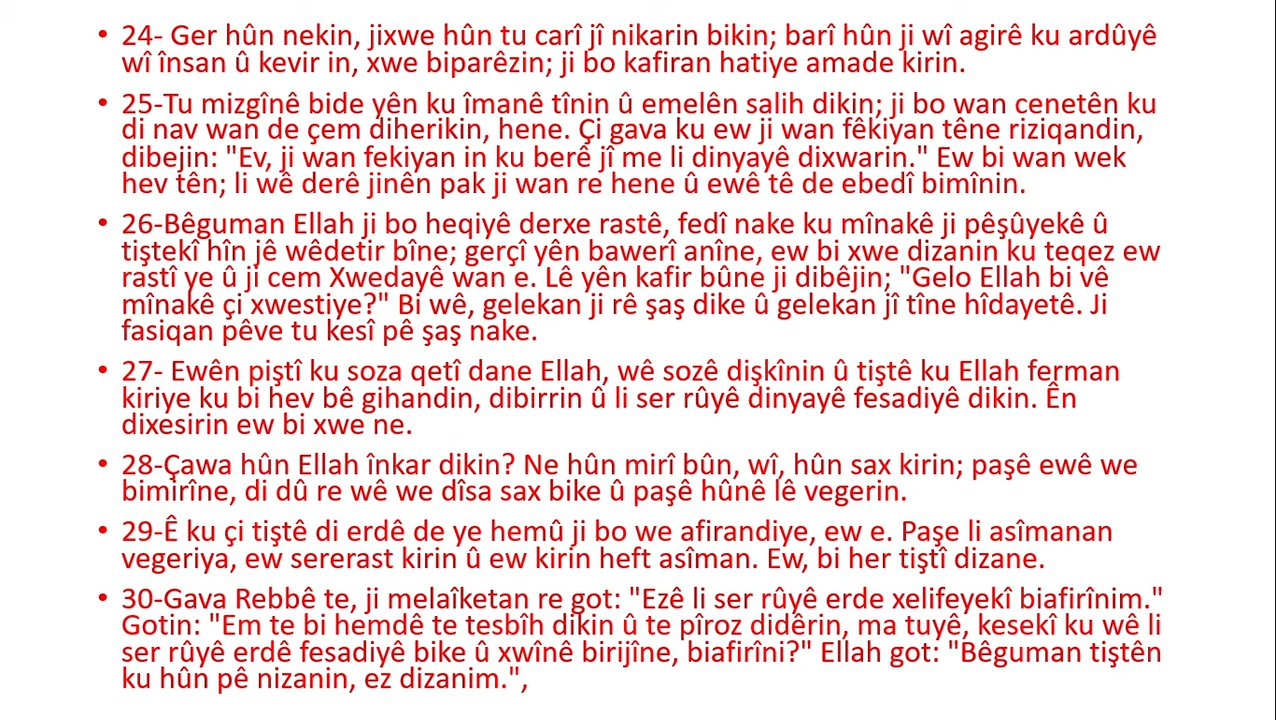 • 24- Ger hûn nekin, jixwe hûn tu carî jî nikarin bikin; barî hûn ji wî agirê ku ardûyê
wî însan û kevir in, xwe biparêzin; ji bo kafiran hatiye amade kirin.
• 25-Tu mizgînê bide yên ku îmanê tînin û emelên salih dikin; ji bo wan cenetên ku
di nav wan de çem diherikin, hene. Çi gava ku ew ji wan fêkiyan têne riziqandin,
dibejin: "Ev, ji wan fekiyan in ku berê jî me li dinyayê dixwarin." Ew bi wan wek
hev tên; li wê derê jinên pak ji wan re hene û ewê tê de ebedî bimînin.
• 26-Bêguman Ellah ji bo heqiyê derxe rastê, fedî nake ku mînakê ji pêşûyekê û
tiştekî hîn jê wêdetir bîne; gerçî yên bawerî anîne, ew bi xwe dizanin ku teqez ew
rastî ye û ji cem Xwedayê wan e. Lê yên kafir bûne ji dibêjin; "Gelo Ellah bi vê
mînakê çi xwestiye?" Bi wê, gelekan ji rê şaş dike û gelekan jî tîne hîdayetê. Ji
fasiqan pêve tu kesî pê şaş nake.
• 27- Ewên piştî ku soza qetî dane Ellah, wê sozê dişkînin û tiştê ku Ellah ferman
kiriye ku bi hev bê gihandin, dibirrin û li ser rûyê dinyayê fesadiyê dikin. Ên
dixesirin ew bi xwe ne.
• 28-Çawa hûn Ellah înkar dikin? Ne hûn mirî bûn, wî, hûn sax kirin; paşê ewê we
bimirîne, di dû re wê we dîsa sax bike û paşê hûnê lê vegerin.
• 29-Ê ku çi tiştê di erdê de ye hemû ji bo we afirandiye, ew e. Paşe li asîmanan
vegeriya, ew sererast kirin û ew kirin heft asîman. Ew, bi her tiştî dizane.
• 30-Gava Rebbê te, ji melaîketan re got: "Ezê li ser rûyê erde xelifeyekî biafirînim."
Gotin: "Em te bi hemdê te tesbîh dikin û te pîroz didêrin, ma tuyê, kesekî ku wê li
ser rûyê erdê fesadiyê bike û xwînê birijîne, biafirîni?" Ellah got: "Bêguman tiştên
ku hûn pê nizanin, ez dizanim.",